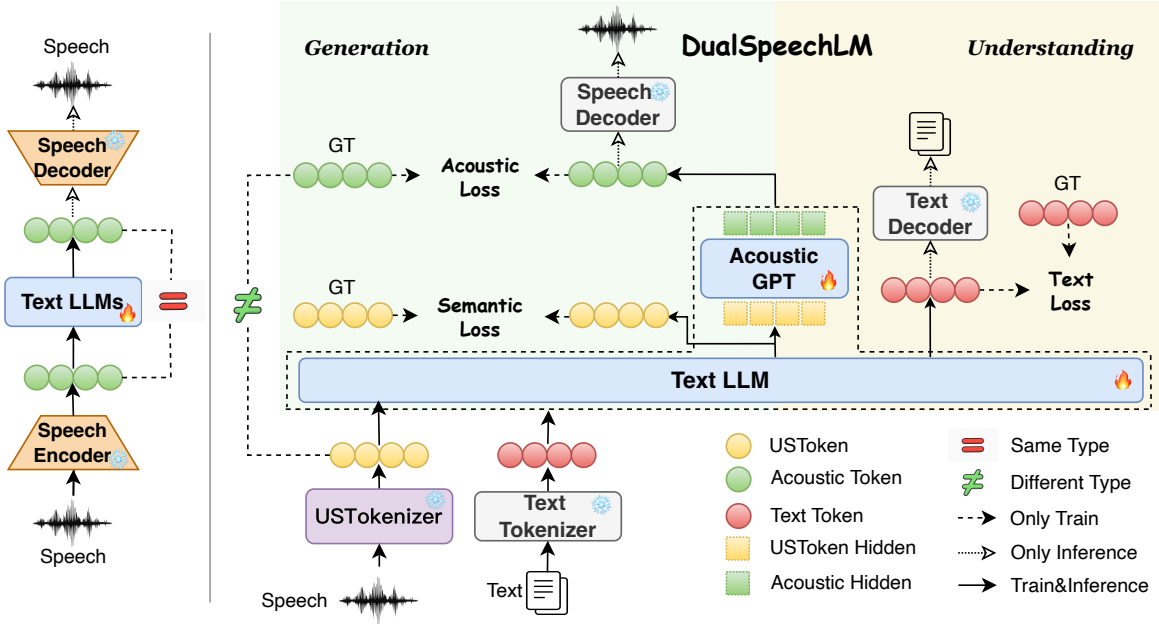 Speech
Speech
Decoder
Text LLMs
Speech
Encoder
Speech
Generation
DualSpeechLM
Understanding
Speech
Decoder
GT
Acoustic
Loss
Text
Decoder
GT
Acoustic
GPT
GT
Semantic
Loss
Text
Loss
Text LLM
USTokenizer
Text
Tokenizer
Speech
Text
USToken
Acoustic Token
Text Token
USToken Hidden
Acoustic Hidden
Same Type
Different Type
Only Train
Only Inference
Train&Inference